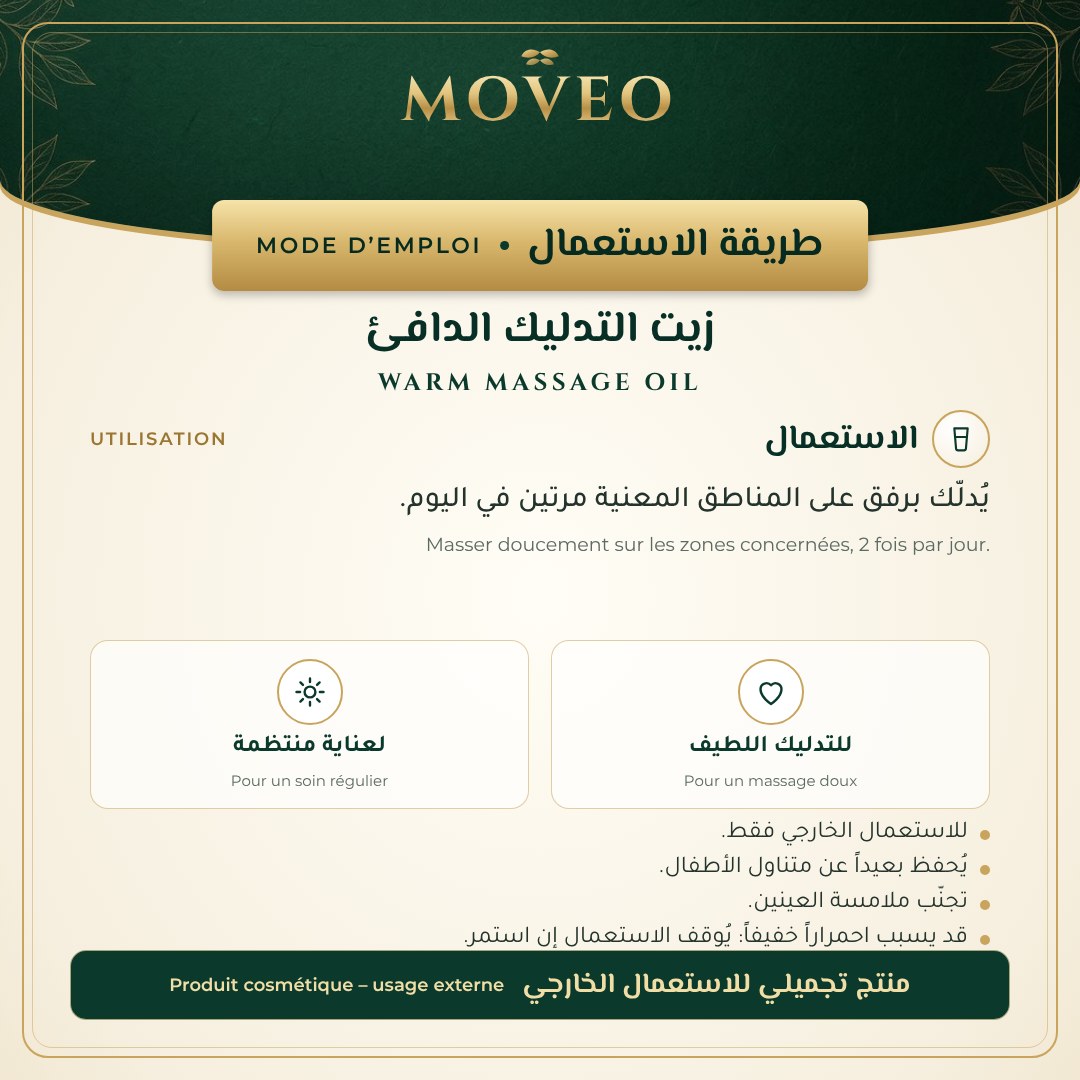 MOVEO
طريقة الاستعمال • MODE D’EMPLOI
زيت التدليك الدافئ
WARM MASSAGE OIL
الاستعمال
UTILISATION
يُدلّك برفق على المناطق المعنية مرتين في اليوم.
Masser doucement sur les zones concernées, 2 fois par jour.
للتدليك اللطيف
Pour un massage doux
لعناية منتظمة
Pour un soin régulier
للاستعمال الخارجي فقط.
يُحفظ بعيداً عن متناول الأطفال.
تجنّب ملامسة العينين.
قد يسبب احمراراً خفيفاً: يُوقف الاستعمال إن استمر.
منتج تجميلي للاستعمال الخارجي Produit cosmétique – usage externe